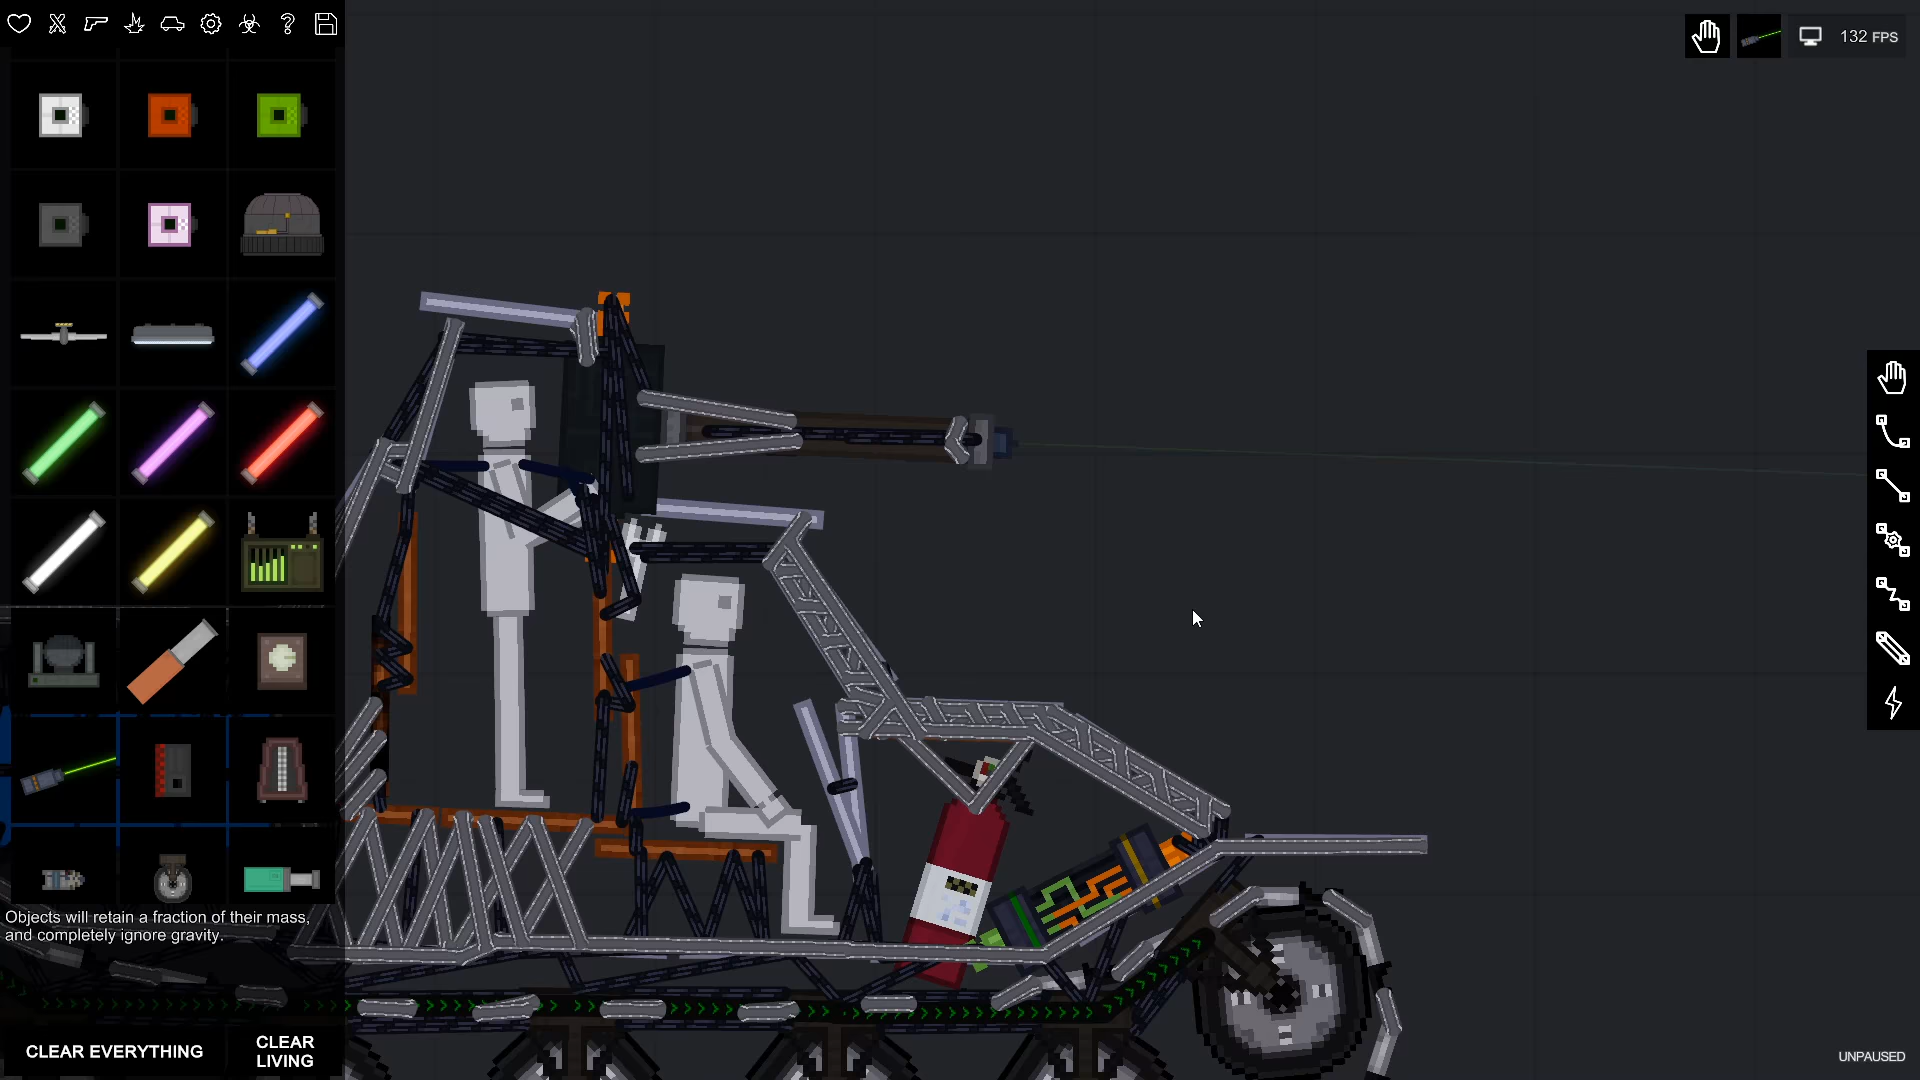 132 FPS
Objects will retain a fraction of their mass,
and completely ignore gravity.
CLEAR EVERYTHING
CLEAR
LIVING
UNPAUSED